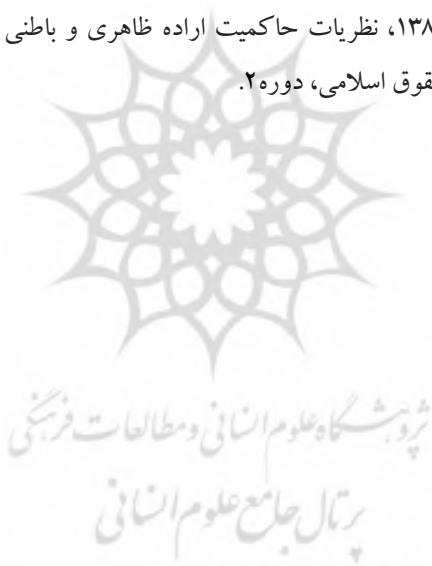 ۱۳۸، نظریات حاکمیت اراده ظاهری و باطنی
قوق اسلامی، دوره۲.
پژوهشگاه علوم انسانی و مطالعات فرهنگی
پرتال جامع علوم انسانی